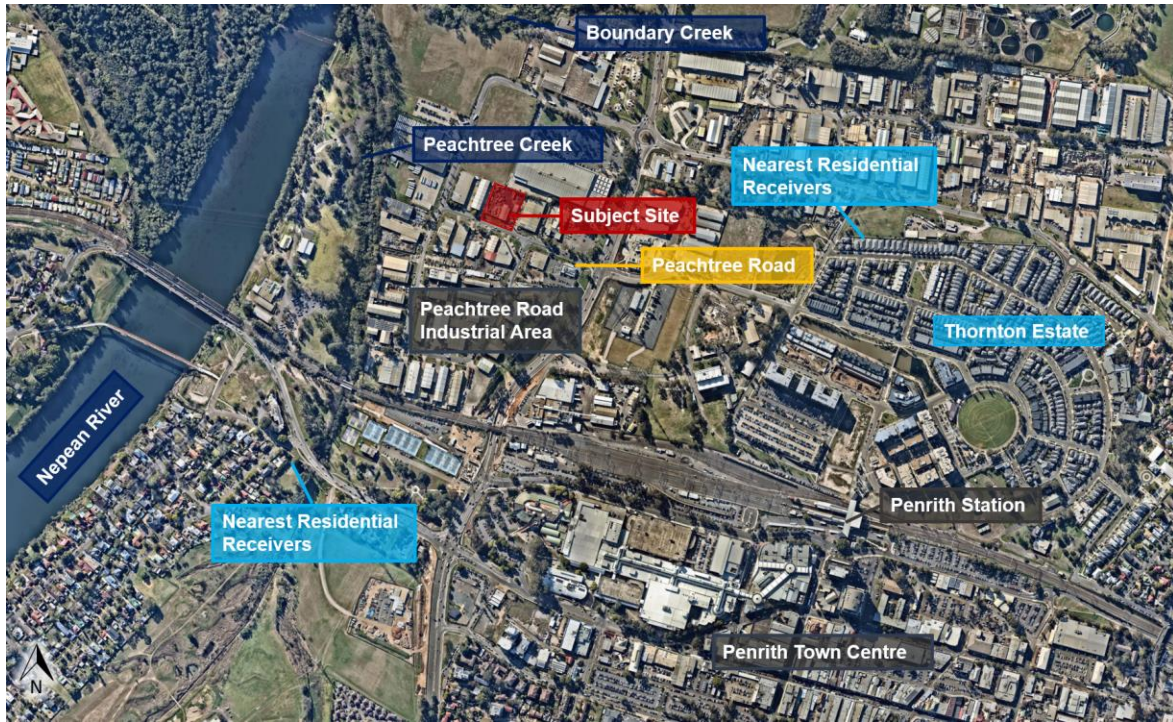 Boundary Creek
Peachtree Creek
Nearest Residential
Receivers
Subject Site
Peachtree Road
Peachtree Road
Industrial Area
Thornton Estate
Nepean River
Penrith Station
Nearest Residential
Receivers
Penrith Town Centre
N